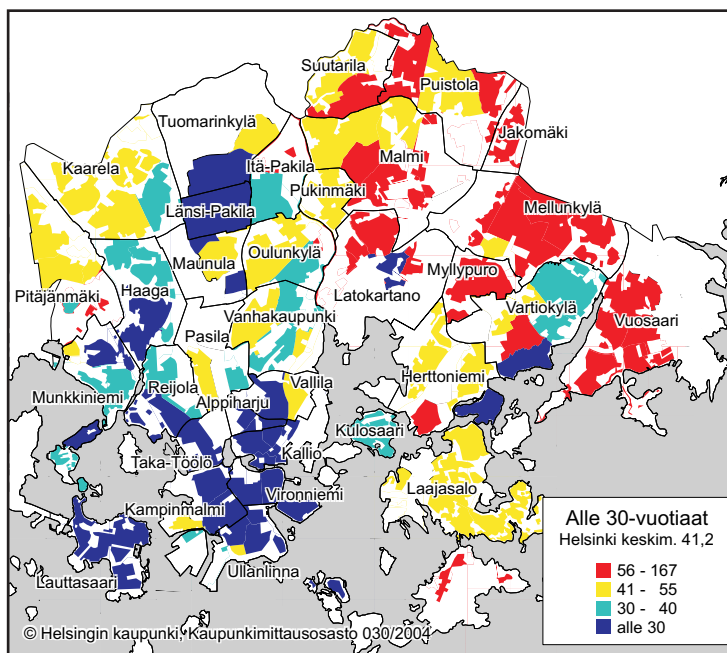 Suutarila
Puistola
Tuomarinkylä
Jakomäki
Itä-Pakila
Malmi
Kaarela
Pukinmäki
Länsi-Pakila
Mellunkylä
Maunula
Oulunkylä
Myllypuro
Haaga
Pitäjänmäki
Latokartano
Vartiokylä
Vanhakaupunki
Vuosaari
Pasila
Herttoniemi
Reijola
Vallila
Munkkiniemi
Alppiharju
Kulosaari
Kallio
Taka-Töölö
Laajasalo
Vironniemi
Kampinmalmi
Ullanlinna
Lauttasaari
Alle 30-vuotiaat
Helsinki keskim. 41,2
56 - 167
41 - 55
30 - 40
alle 30
© Helsingin kaupunki, Kaupunkimittausosasto 030/2004